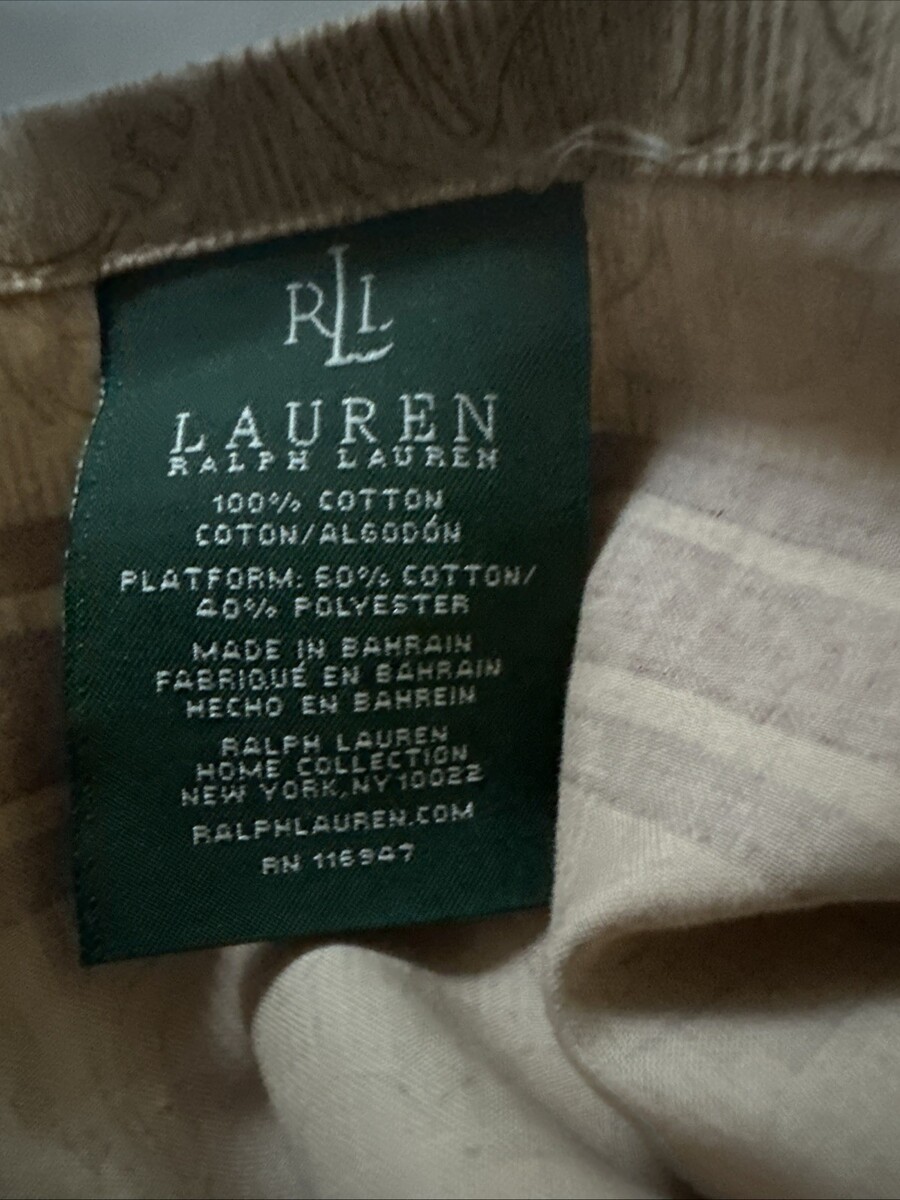 RLL
LAUREN
RALPH LAUREN
100% COTTON
COTON/ALGODÓN
PLATFORM: 60% COTTON/
40% POLYESTER
MADE IN BAHRAIN
FABRIQUÉ EN BAHRAIN
HECHO EN BAHREIN
RALPH LAUREN
HOME COLLECTION
NEW YORK, NY 10022
RALPHLAUREN.COM
RN 116947